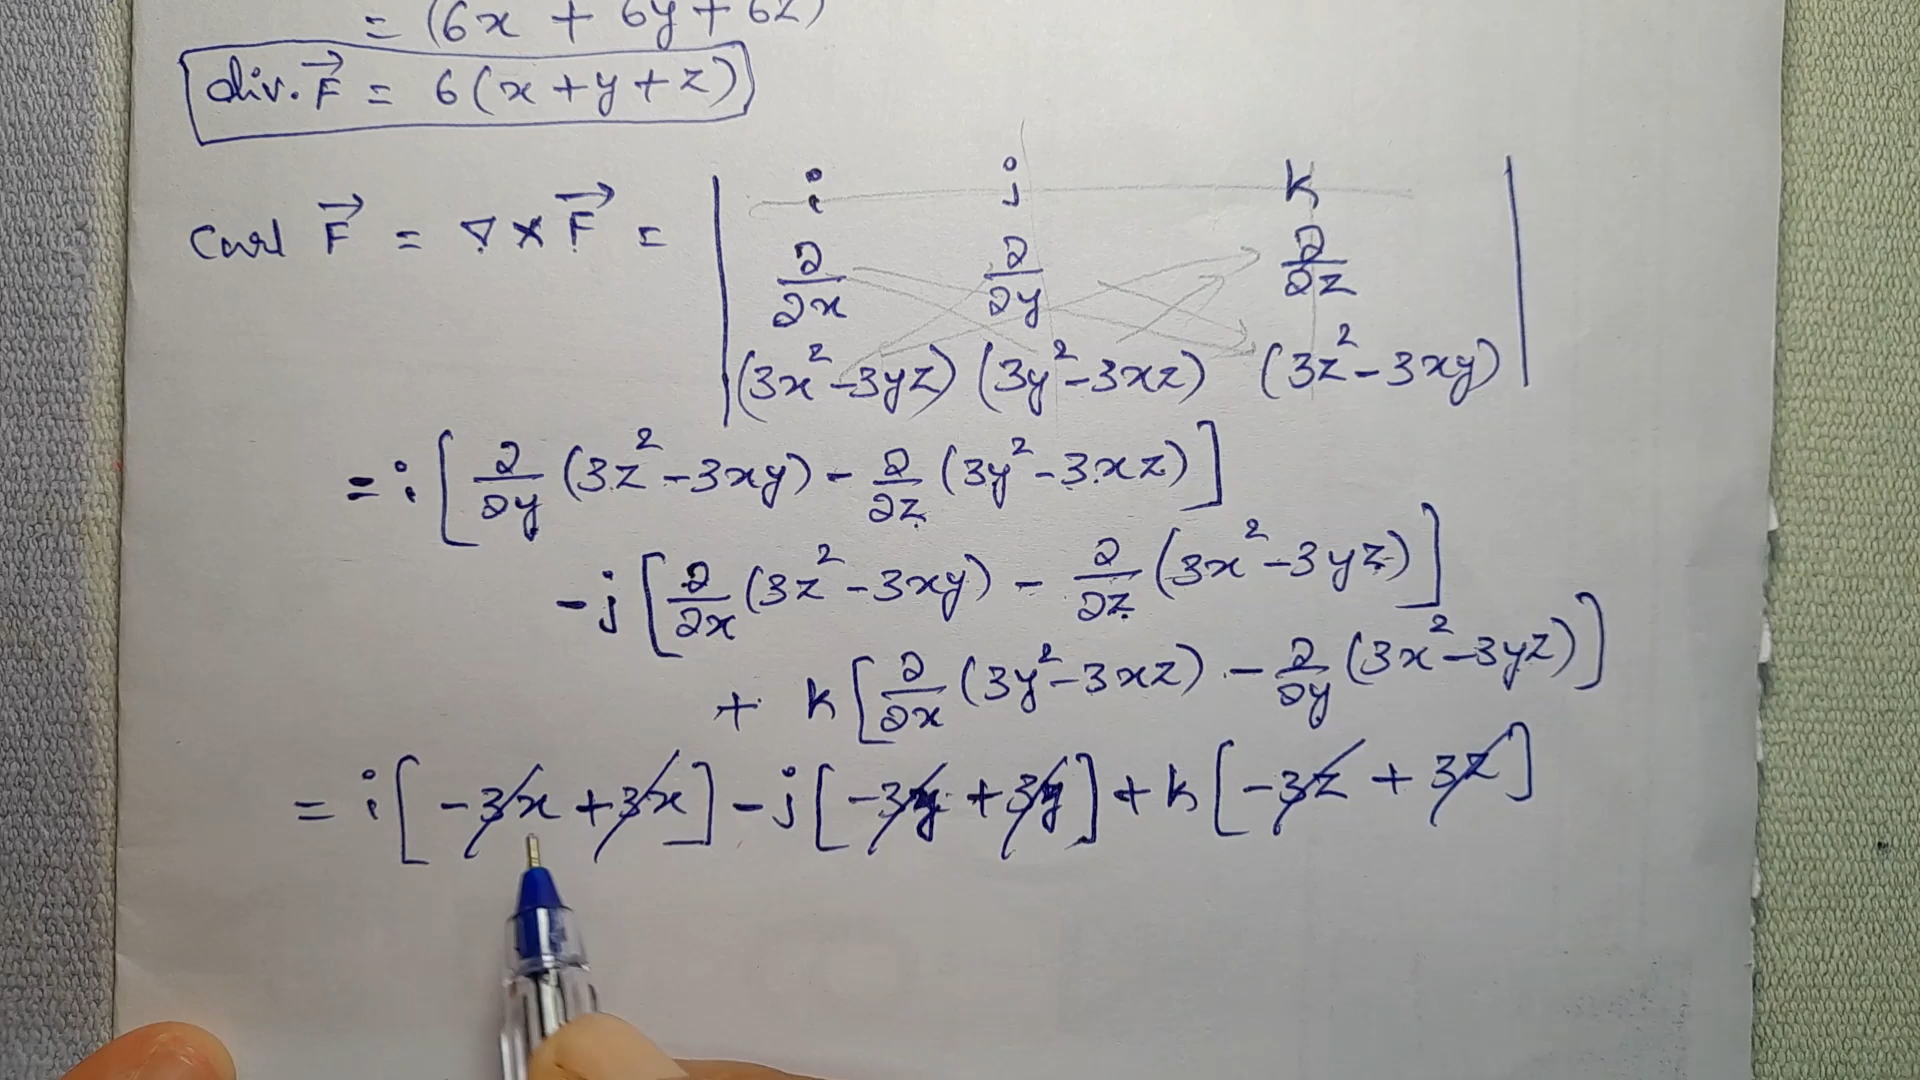 = (6x + 6y + 6z)
div. F⃗ = 6(x+y+z)
Curl F⃗ = ∇ × F⃗ = | i j k |
| ∂/∂x ∂/∂y ∂/∂z |
| (3x²-3yz) (3y²-3xz) (3z²-3xy) |
= i [ ∂/∂y (3z²-3xy) - ∂/∂z (3y²-3xz) ]
- j [ ∂/∂x (3z²-3xy) - ∂/∂z (3x²-3yz) ]
+ k [ ∂/∂x (3y²-3xz) - ∂/∂y (3x²-3yz) ]
= i [ -3x + 3x ] - j [ -3y + 3y ] + k [ -3z + 3z ]